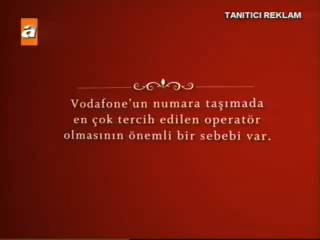 TANITICI REKLAM
a
Vodafone'un numara taşımada
en çok tercih edilen operatör
olmasının önemli bir sebebi var.